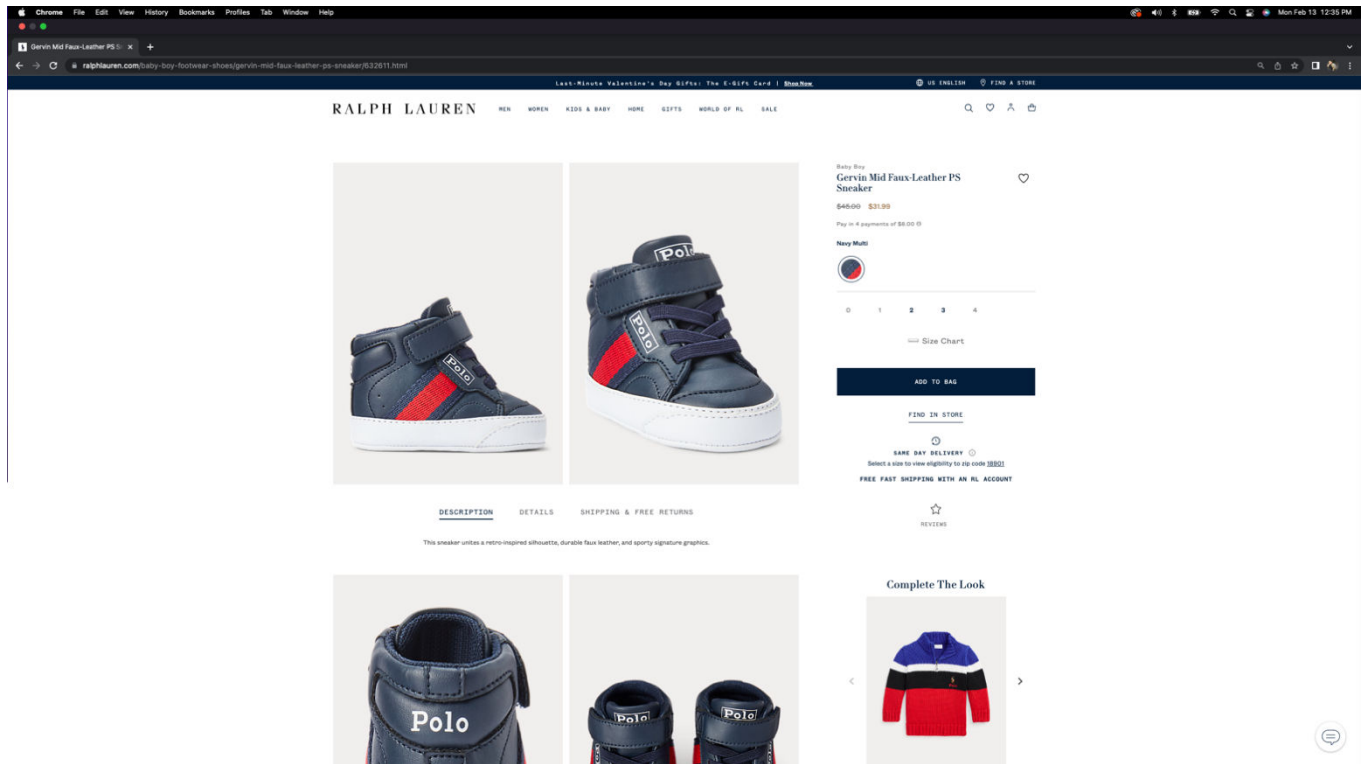 Chrome File Edit View History Bookmarks Profiles Tab Window Help
Mon Feb 13 12:35 PM
Gervin Mid Faux-Leather PS S
ralphlauren.com/baby-boy-footwear-shoes/gervin-mid-faux-leather-ps-sneaker/632611.html
Last-Minute Valentine's Day Gifts: The E-Gift Card | Shop Now
US ENGLISH FIND A STORE
RALPH LAUREN MEN WOMEN KIDS & BABY HOME GIFTS WORLD OF RL SALE
Baby Boy
Gervin Mid Faux-Leather PS
Sneaker
$45.00 $31.99
Pay in 4 payments of $8.00
Navy Multi
0 1 2 3 4
Size Chart
ADD TO BAG
FIND IN STORE
SAME DAY DELIVERY
Select a size to view eligibility to zip code 18501
FREE FAST SHIPPING WITH AN RL ACCOUNT
REVIEWS
Polo
Polo
Polo
DESCRIPTION DETAILS SHIPPING & FREE RETURNS
This sneaker unites a retro-inspired silhouette, durable faux leather, and sporty signature graphics.
Complete The Look
Polo
Polo
Polo